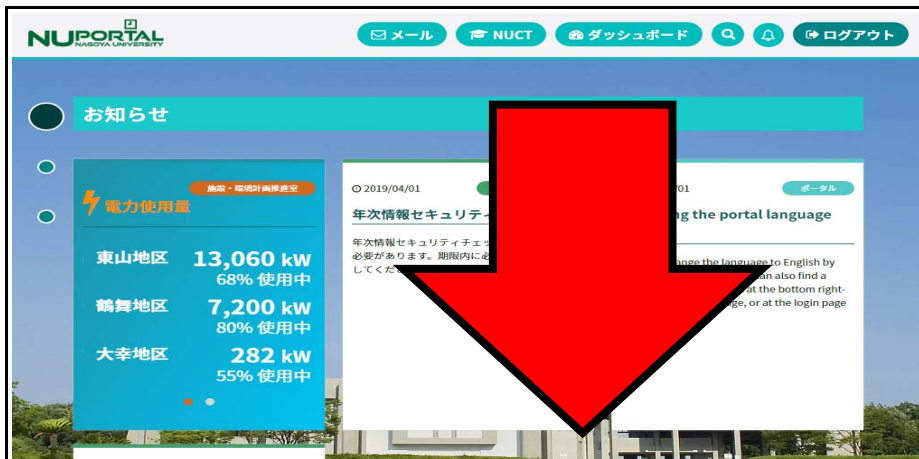 NUPORTAL
NAGOYA UNIVERSITY
メール
NUCT
ダッシュボード
ログアウト
お知らせ
施設・環境計画推進室
電力使用量
東山地区 13,060 kW
68% 使用中
鶴舞地区 7,200 kW
80% 使用中
大幸地区 282 kW
55% 使用中
2019/04/01
年次情報セキュリティ
年次情報セキュリティチェッ
必要があります。期限内に必
してくだ
/01
ポータル
ng the portal language
ange the language to English by
an also find a
at the bottom right-
ge, or at the login page